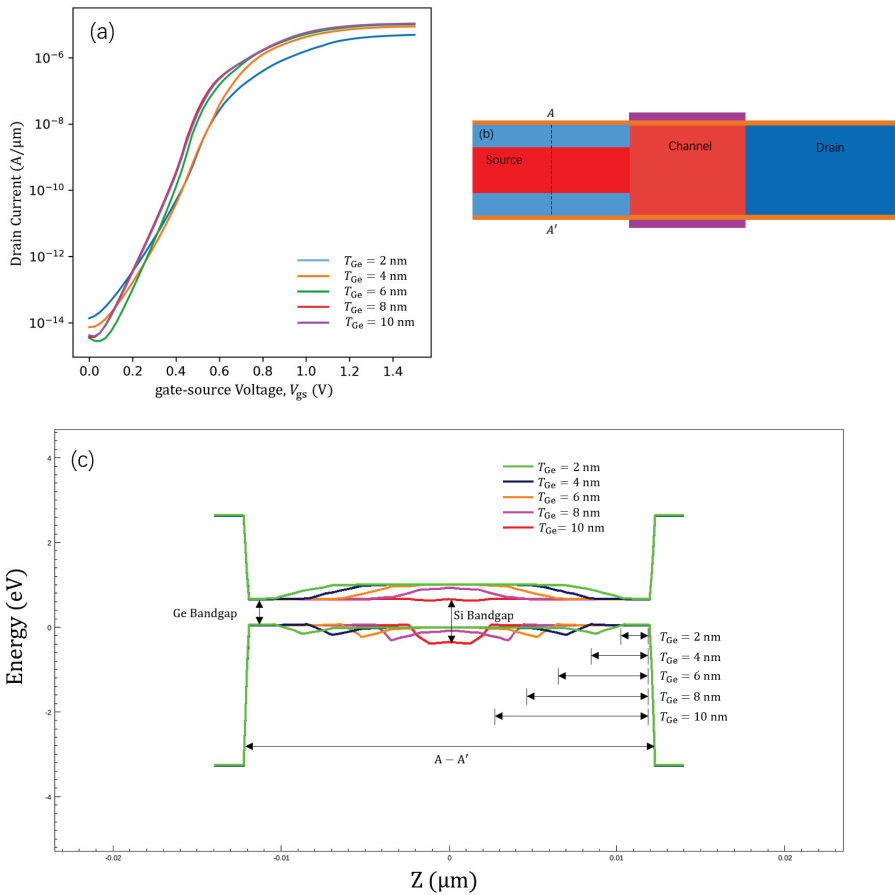 (a)
10⁻⁶
10⁻⁸
10⁻¹⁰
10⁻¹²
10⁻¹⁴
Drain Current (A/μm)
T_Ge = 2 nm
T_Ge = 4 nm
T_Ge = 6 nm
T_Ge = 8 nm
T_Ge = 10 nm
0.0 0.2 0.4 0.6 0.8 1.0 1.2 1.4
gate-source Voltage, V_gs (V)
A
(b)
Source
Channel
Drain
A′
(c)
4
2
0
-2
-4
Energy (eV)
T_Ge = 2 nm
T_Ge = 4 nm
T_Ge = 6 nm
T_Ge = 8 nm
T_Ge= 10 nm
Ge Bandgap
Si Bandgap
T_Ge = 2 nm
T_Ge = 4 nm
T_Ge = 6 nm
T_Ge = 8 nm
T_Ge = 10 nm
A − A′
-0.02 -0.01 0 0.01 0.02
Z (μm)